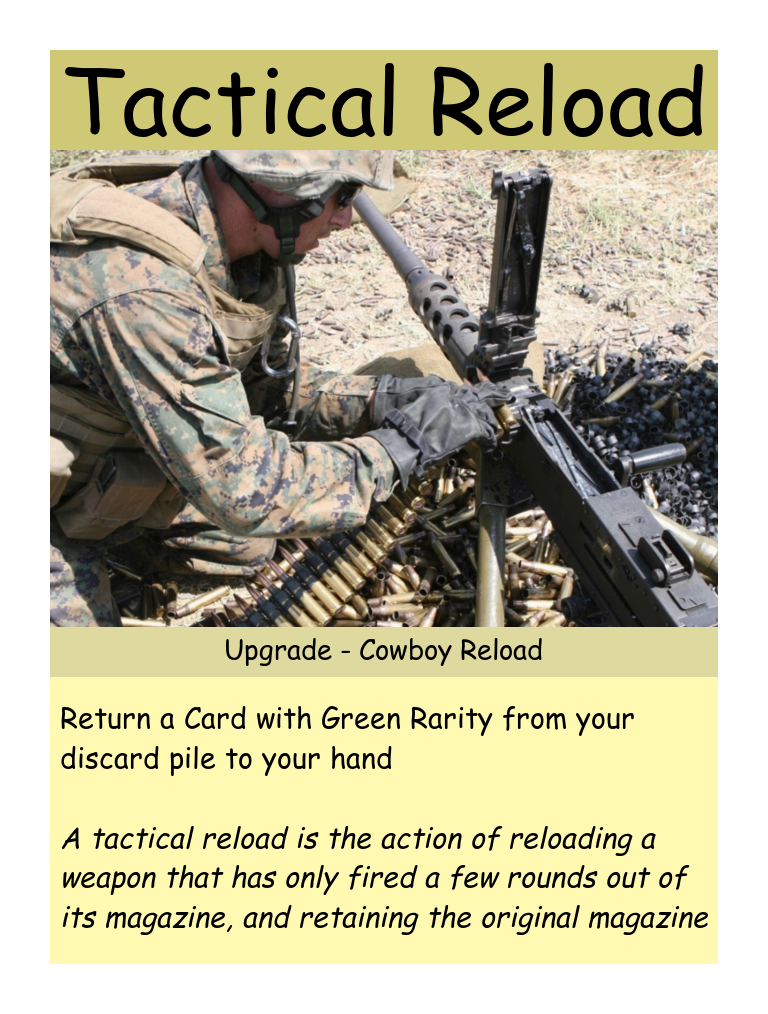 Tactical Reload
Upgrade - Cowboy Reload
Return a Card with Green Rarity from your
discard pile to your hand
A tactical reload is the action of reloading a
weapon that has only fired a few rounds out of
its magazine, and retaining the original magazine